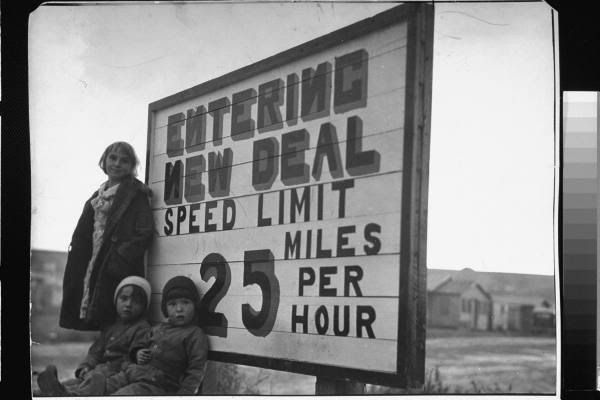 ENTERING
NEW DEAL
SPEED LIMIT
25 MILES
PER
HOUR